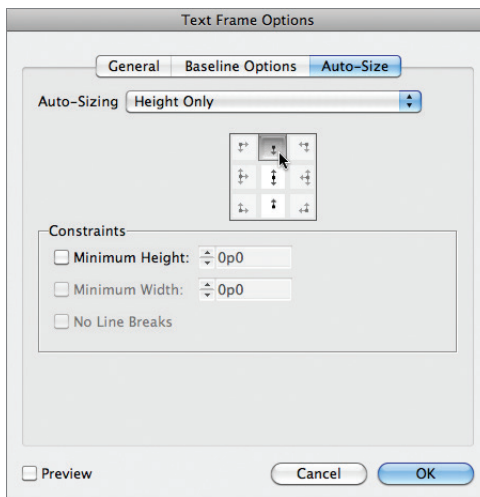 Text Frame Options
General Baseline Options Auto-Size
Auto-Sizing Height Only
Constraints
Minimum Height: 0p0
Minimum Width: 0p0
No Line Breaks
Preview Cancel OK